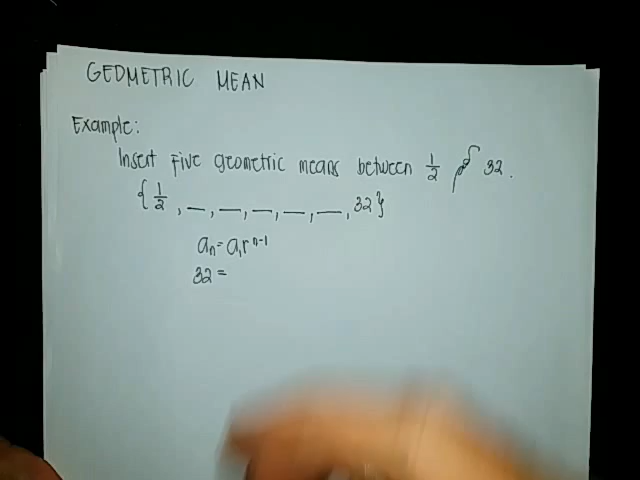 GEOMETRIC MEAN
Example:
Insert five geometric means between 1/2 & 32.
{1/2, __, __, __, __, __, 32}
aₙ = a₁rⁿ⁻¹
32 =